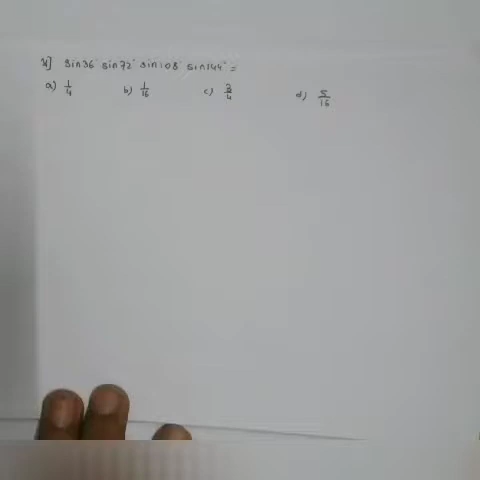 4] sin36° sin72° sin108° sin144° =
a) 1/4 b) 1/16 c) 3/4 d) 5/16